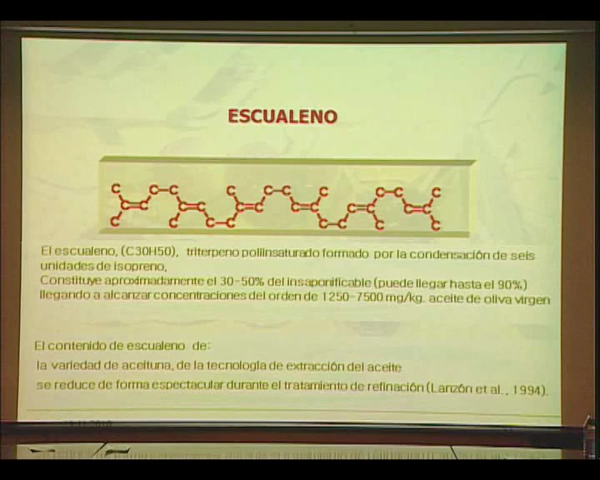 ESCUALENO
El escualeno, (C30H50), triterpeno poliinsaturado formado por la condensación de seis
unidades de isopreno,
Constituye aproximadamente el 30-50% del insaponificable (puede llegar hasta el 90%)
llegando a alcanzar concentraciones del orden de 1250-7500 mg/kg. aceite de oliva virgen
El contenido de escualeno de:
la variedad de aceituna, de la tecnología de extracción del aceite
se reduce de forma espectacular durante el tratamiento de refinación (Lanzón et al., 1994).